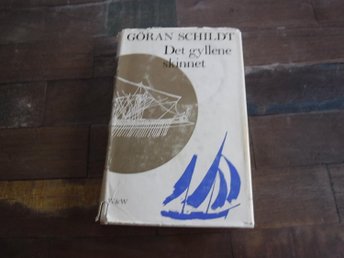 GÖRAN SCHILDT
Det gyllene
skinnet
W&W